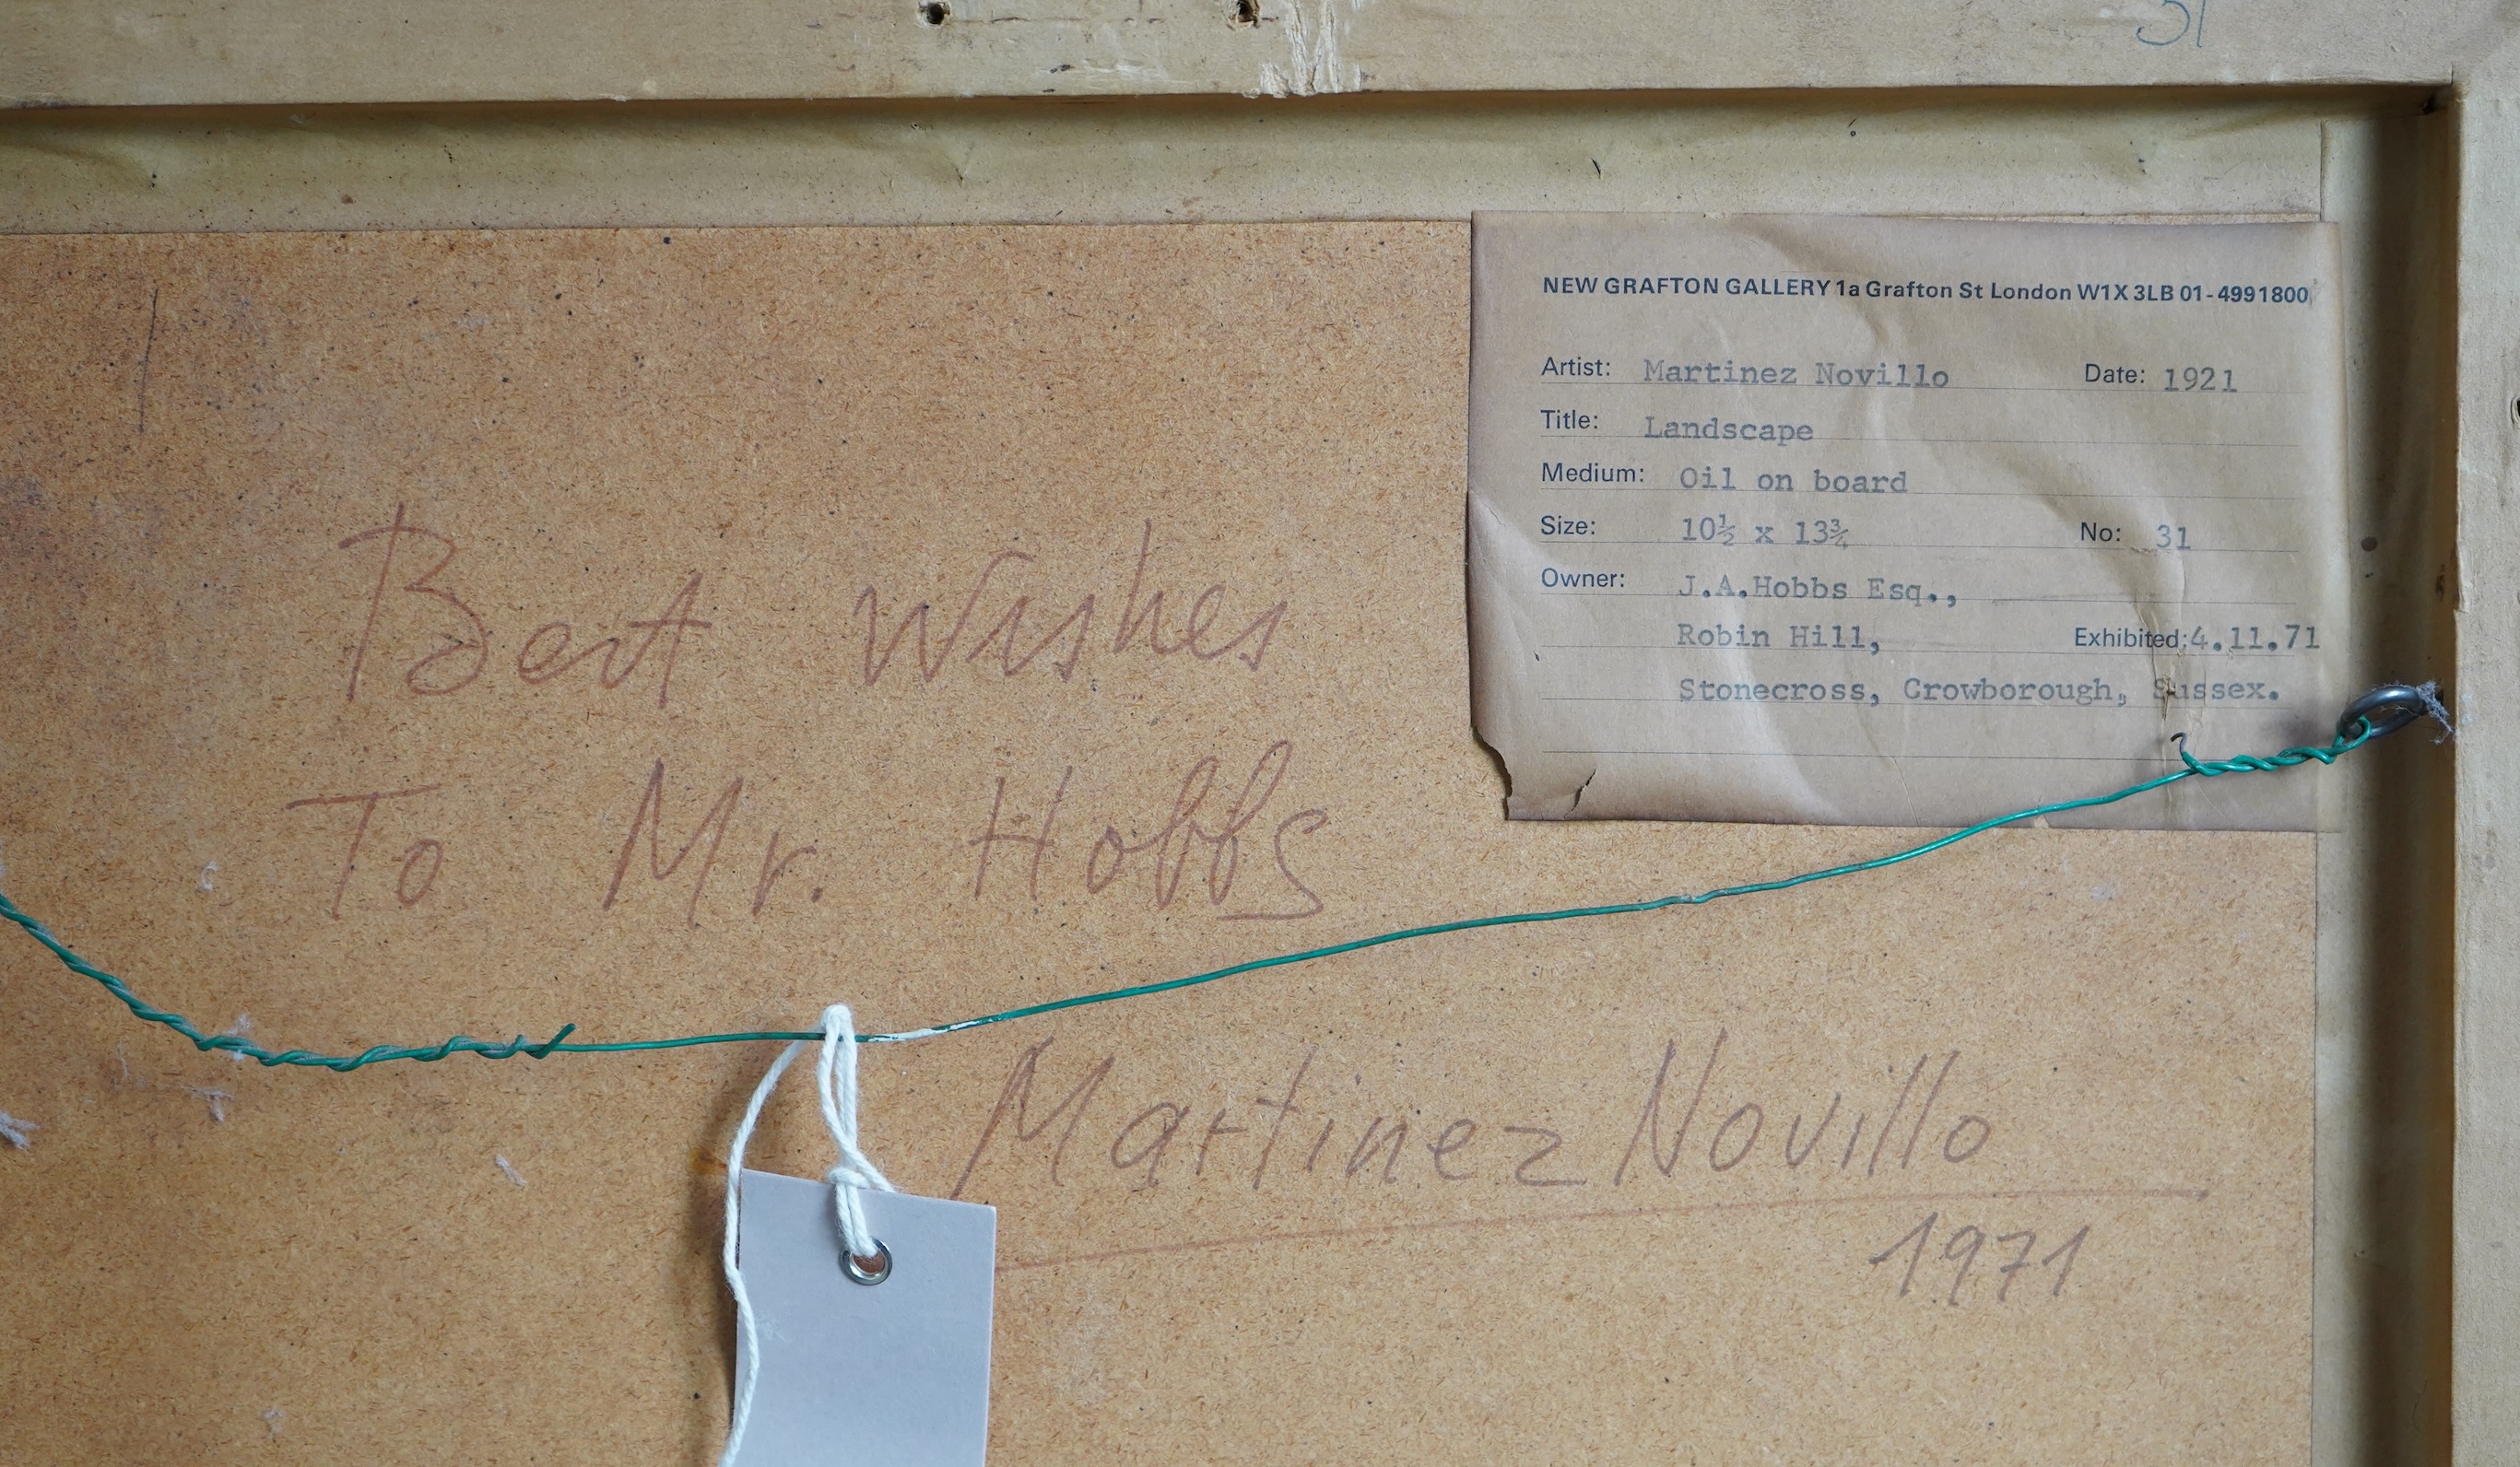 31
NEW GRAFTON GALLERY 1a Grafton St London W1X 3LB 01-4991800
Artist: Martinez Novillo Date: 1921
Title: Landscape
Medium: Oil on board
Size: 10½ x 13¾ No: 31
Owner: J.A.Hobbs Esq.,
Robin Hill, Exhibited: 4.11.71
Stonecross, Crowborough, Sussex.
Best Wishes
To Mr. Hobbs
Martinez Novillo
1971